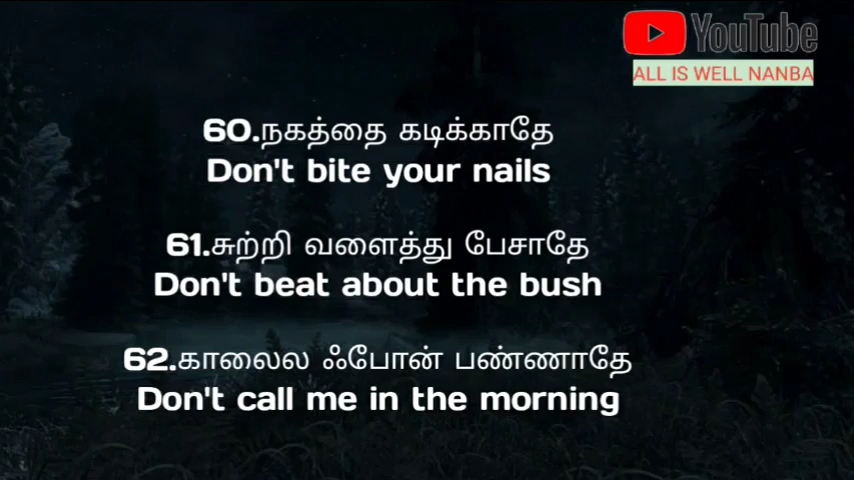 YouTube
ALL IS WELL NANBA
60.நகத்தை கடிக்காதே
Don't bite your nails
61.சுற்றி வளைத்து பேசாதே
Don't beat about the bush
62.காலைல ஃபோன் பண்ணாதே
Don't call me in the morning